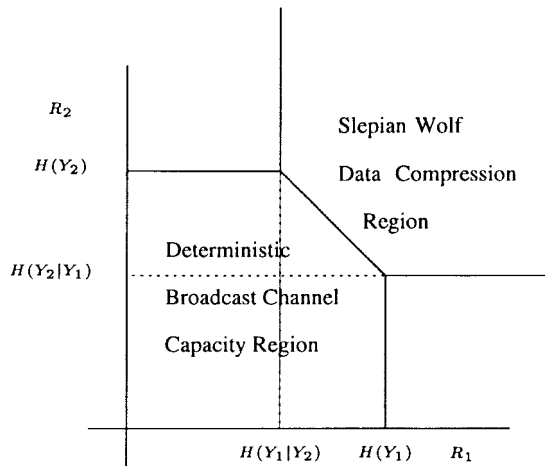 R₂
Slepian Wolf
H(Y₂)
Data Compression
Region
Deterministic
H(Y₂|Y₁)
Broadcast Channel
Capacity Region
H(Y₁|Y₂)
H(Y₁)
R₁